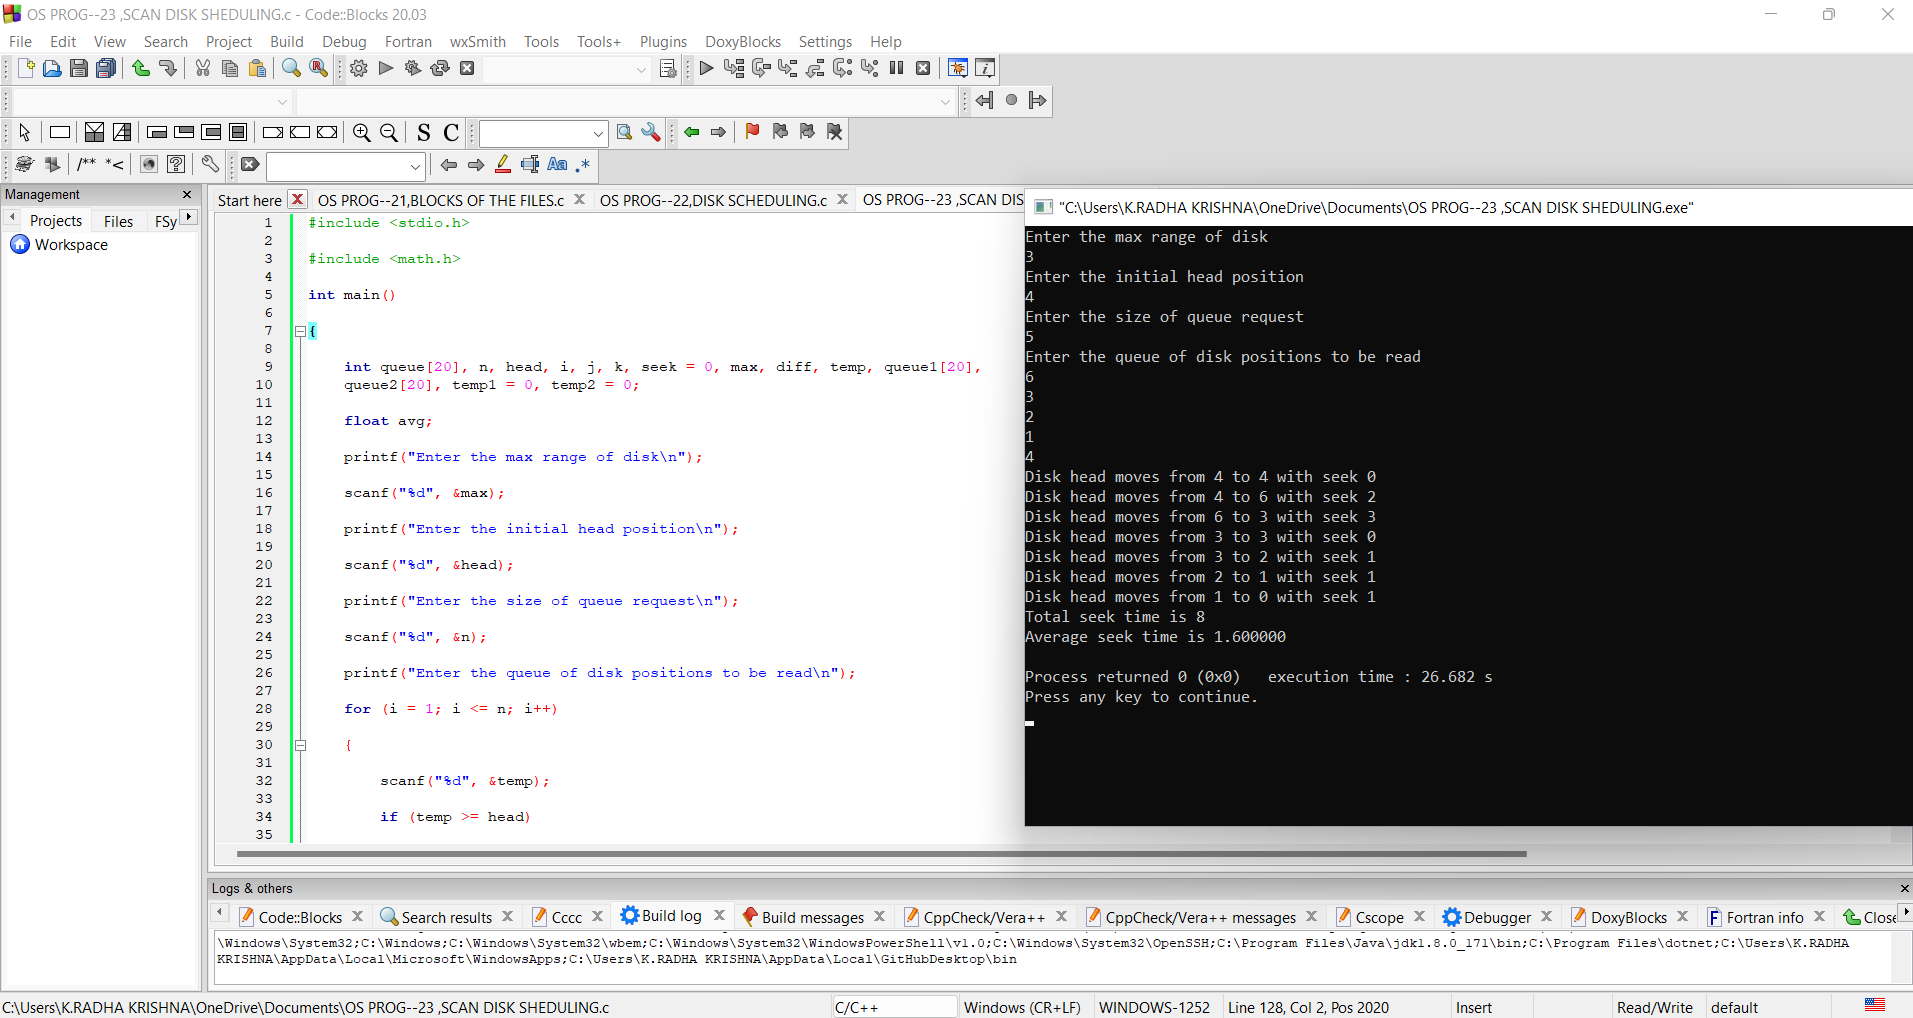 OS PROG--23 ,SCAN DISK SHEDULING.c - Code::Blocks 20.03
File Edit View Search Project Build Debug Fortran wxSmith Tools Tools+ Plugins DoxyBlocks Settings Help
S C
/** *<
Aa .*
Management
Projects Files FSy
Workspace
Start here OS PROG--21,BLOCKS OF THE FILES.c OS PROG--22,DISK SCHEDULING.c OS PROG--23 ,SCAN DIS
1 #include <stdio.h>
2
3 #include <math.h>
4
5 int main()
6
7 {
8
9 int queue[20], n, head, i, j, k, seek = 0, max, diff, temp, queue1[20],
10 queue2[20], temp1 = 0, temp2 = 0;
11
12 float avg;
13
14 printf("Enter the max range of disk\n");
15
16 scanf("%d", &max);
17
18 printf("Enter the initial head position\n");
19
20 scanf("%d", &head);
21
22 printf("Enter the size of queue request\n");
23
24 scanf("%d", &n);
25
26 printf("Enter the queue of disk positions to be read\n");
27
28 for (i = 1; i <= n; i++)
29
30 {
31
32 scanf("%d", &temp);
33
34 if (temp >= head)
35
"C:\Users\K.RADHA KRISHNA\OneDrive\Documents\OS PROG--23 ,SCAN DISK SHEDULING.exe"
Enter the max range of disk
3
Enter the initial head position
4
Enter the size of queue request
5
Enter the queue of disk positions to be read
6
3
2
1
4
Disk head moves from 4 to 4 with seek 0
Disk head moves from 4 to 6 with seek 2
Disk head moves from 6 to 3 with seek 3
Disk head moves from 3 to 3 with seek 0
Disk head moves from 3 to 2 with seek 1
Disk head moves from 2 to 1 with seek 1
Disk head moves from 1 to 0 with seek 1
Total seek time is 8
Average seek time is 1.600000
Process returned 0 (0x0) execution time : 26.682 s
Press any key to continue.
Logs & others
Code::Blocks Search results Cccc Build log Build messages CppCheck/Vera++ CppCheck/Vera++ messages Cscope Debugger DoxyBlocks Fortran info Close
\Windows\System32;C:\Windows;C:\Windows\System32\wbem;C:\Windows\System32\WindowsPowerShell\v1.0;C:\Windows\System32\OpenSSH;C:\Program Files\Java\jdk1.8.0_171\bin;C:\Program Files\dotnet;C:\Users\K.RADHA
KRISHNA\AppData\Local\Microsoft\WindowsApps;C:\Users\K.RADHA KRISHNA\AppData\Local\GitHubDesktop\bin
C:\Users\K.RADHA KRISHNA\OneDrive\Documents\OS PROG--23 ,SCAN DISK SHEDULING.c C/C++ Windows (CR+LF) WINDOWS-1252 Line 128, Col 2, Pos 2020 Insert Read/Write default